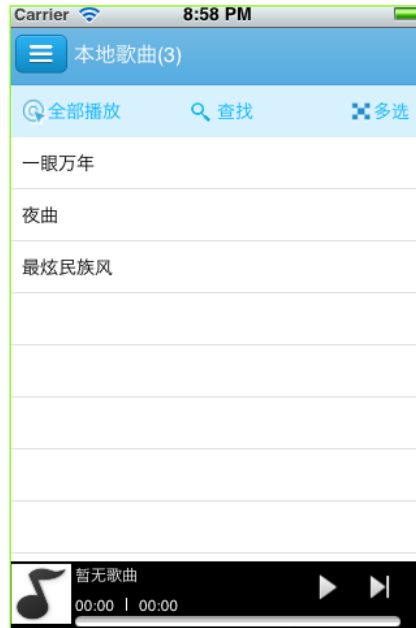 Carrier 8:58 PM
本地歌曲(3)
全部播放 查找 多选
一眼万年
夜曲
最炫民族风
暂无歌曲
00:00 | 00:00